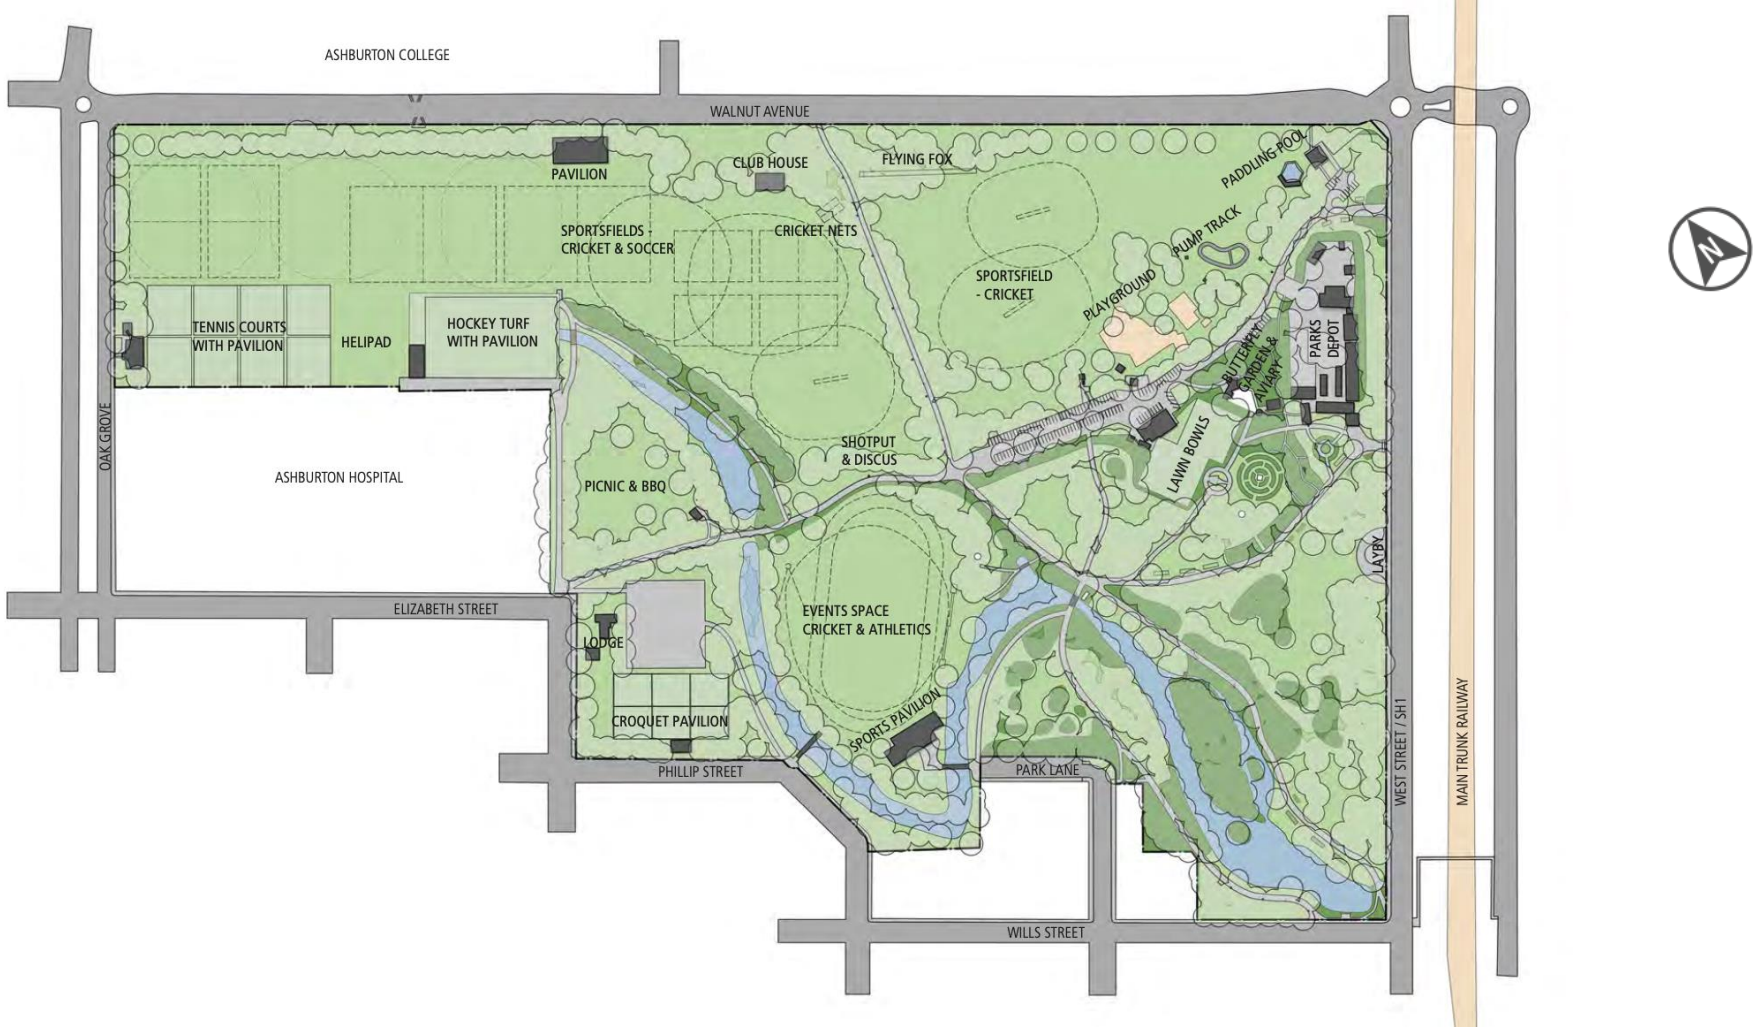 ASHBURTON COLLEGE
WALNUT AVENUE
PAVILION
CLUB HOUSE
FLYING FOX
PADDLING POOL
SPORTSFIELDS -
CRICKET & SOCCER
CRICKET NETS
PUMP TRACK
N
SPORTSFIELD
- CRICKET
PLAYGROUND
TENNIS COURTS
WITH PAVILION
HELIPAD
HOCKEY TURF
WITH PAVILION
BUTTERFLY
GARDEN &
AVIARY
PARKS
DEPOT
OAK GROVE
ASHBURTON HOSPITAL
PICNIC & BBQ
SHOTPUT
& DISCUS
LAWN BOWLS
LAYBY
ELIZABETH STREET
LODGE
EVENTS SPACE
CRICKET & ATHLETICS
CROQUET PAVILION
SPORTS PAVILION
PHILLIP STREET
PARK LANE
WEST STREET / SH1
MAIN TRUNK RAILWAY
WILLS STREET